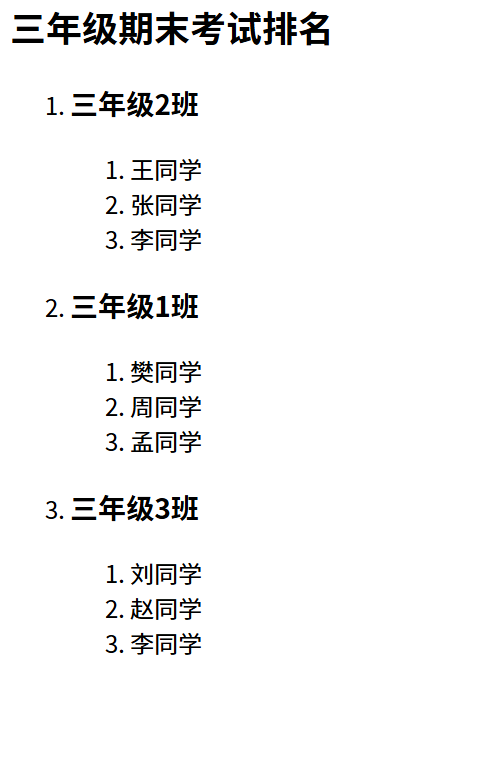 三年级期末考试排名
1. 三年级2班
1. 王同学
2. 张同学
3. 李同学
2. 三年级1班
1. 樊同学
2. 周同学
3. 孟同学
3. 三年级3班
1. 刘同学
2. 赵同学
3. 李同学